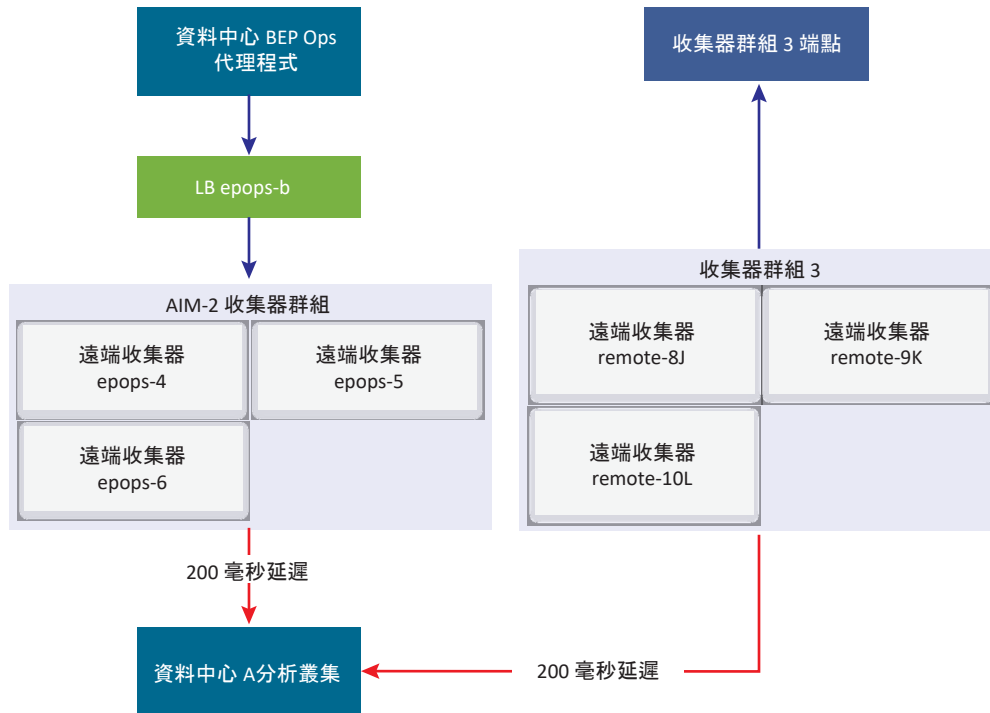 資料中心 BEP Ops
代理程式
收集器群組 3 端點
LB epops-b
AIM-2 收集器群組
遠端收集器
epops-4
遠端收集器
epops-5
遠端收集器
epops-6
收集器群組 3
遠端收集器
remote-8J
遠端收集器
remote-9K
遠端收集器
remote-10L
200 毫秒延遲
資料中心 A分析叢集
200 毫秒延遲